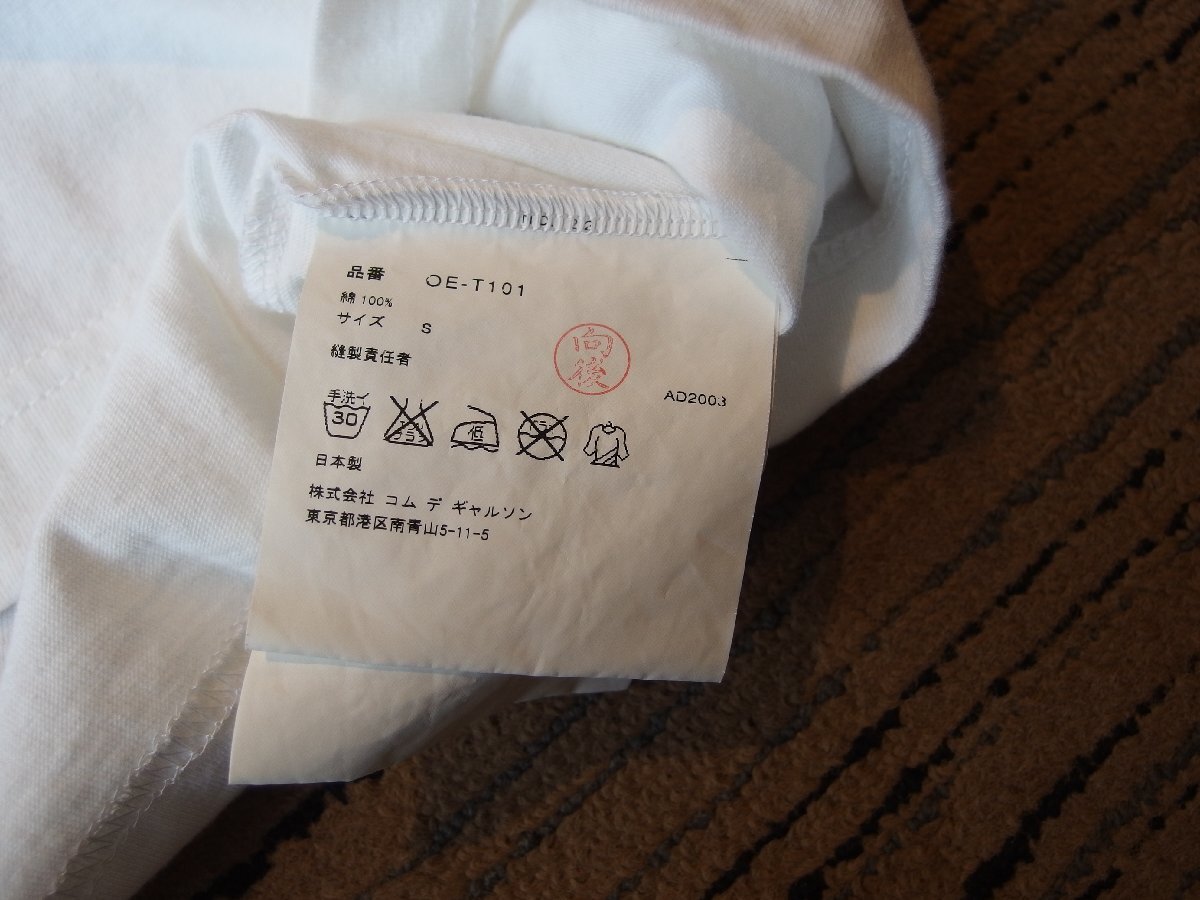 品番 OE-T101
綿 100%
サイズ S
縫製責任者
向後
AD2003
手洗イ
30
低
日本製
株式会社 コム デ ギャルソン
東京都港区南青山5-11-5